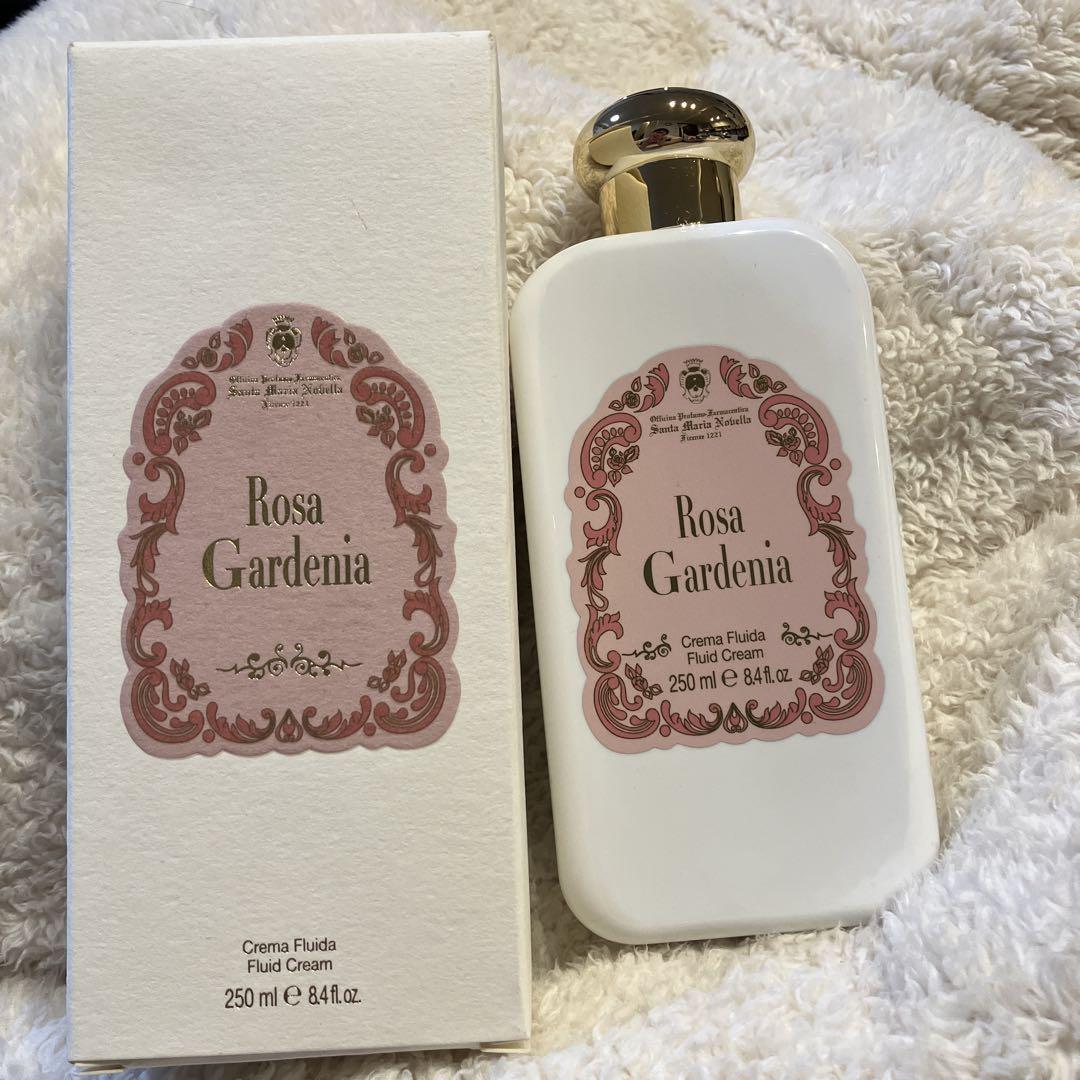 Officina Profumo-Farmaceutica
Santa Maria Novella
Firenze 1221
Rosa
Gardenia
Crema Fluida
Fluid Cream
250 ml e 8.4 fl. oz.
Officina Profumo-Farmaceutica
Santa Maria Novella
Firenze 1221
Rosa
Gardenia
Crema Fluida
Fluid Cream
250 ml e 8.4 fl. oz.